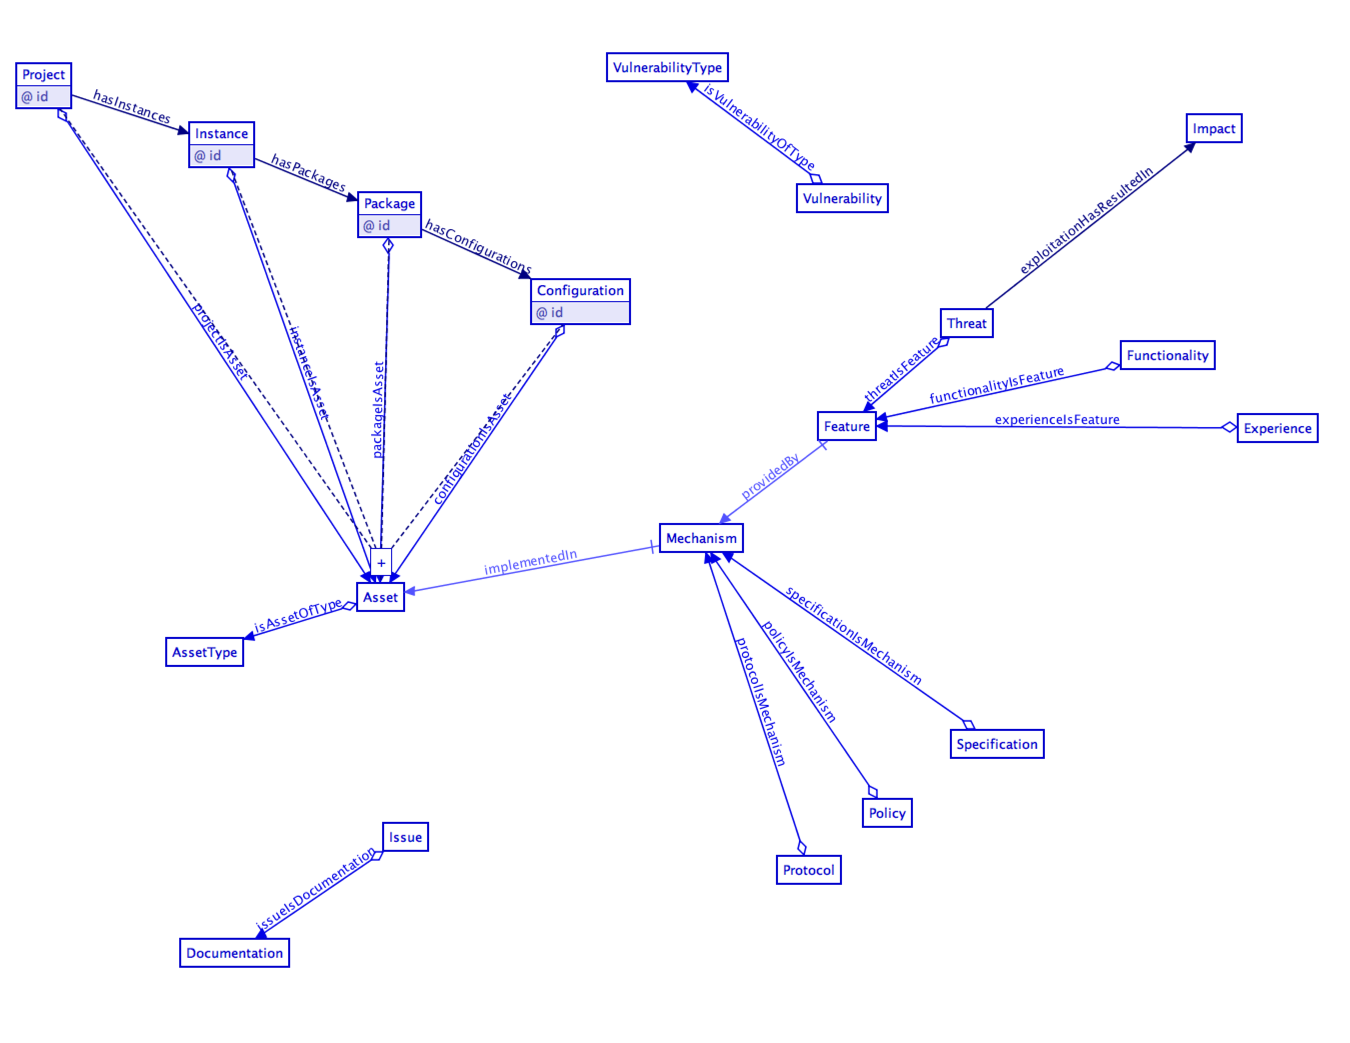 Project
@ id
hasInstances
Instance
@ id
hasPackages
Package
@ id
hasConfigurations
Configuration
@ id
VulnerabilityType
isVulnerabilityOfType
Vulnerability
Impact
exploitationHasResultedIn
Threat
threatIsFeature
Functionality
functionalityIsFeature
Feature
experienceIsFeature
Experience
projectIsAsset
instanceIsAsset
packageIsAsset
configurationIsAsset
providedBy
Mechanism
implementedIn
+
Asset
isAssetOfType
AssetType
specificationIsMechanism
policyIsMechanism
protocolIsMechanism
Specification
Policy
Protocol
Issue
issueIsDocumentation
Documentation